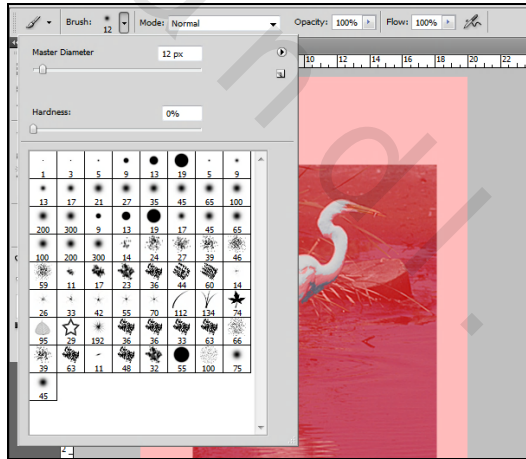 Brush: 12 Mode: Normal Opacity: 100% Flow: 100%
Master Diameter 12 px
10 12 14 16 18 20 22
Hardness: 0%
1 3 5 9 13 19 5 9
13 17 21 27 35 45 65 100
200 300 9 13 19 17 45 65
100 200 300 14 24 27 39 46
59 11 17 23 36 44 60 14
26 33 42 55 70 112 134 74
95 29 192 36 36 33 63 66
39 63 11 48 32 55 100 75
45
2